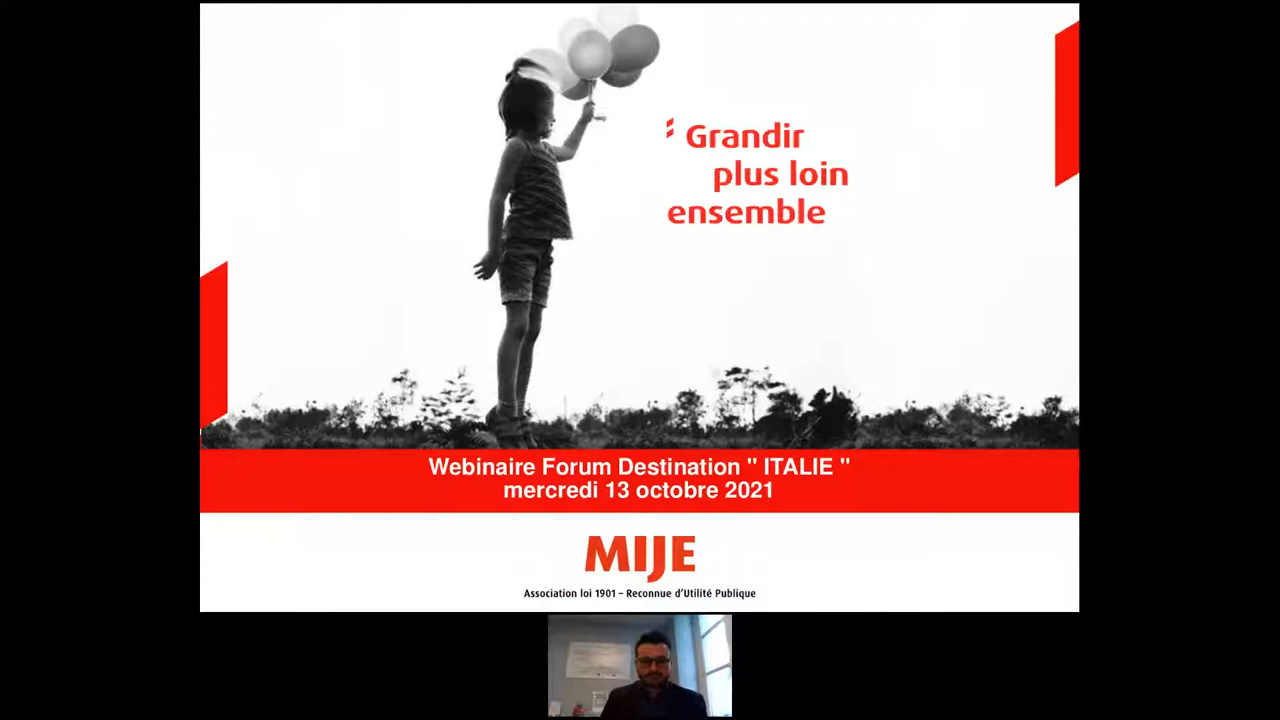 Grandir
plus loin
ensemble
Webinaire Forum Destination " ITALIE "
mercredi 13 octobre 2021
MIJE
Association loi 1901 – Reconnue d'Utilité Publique